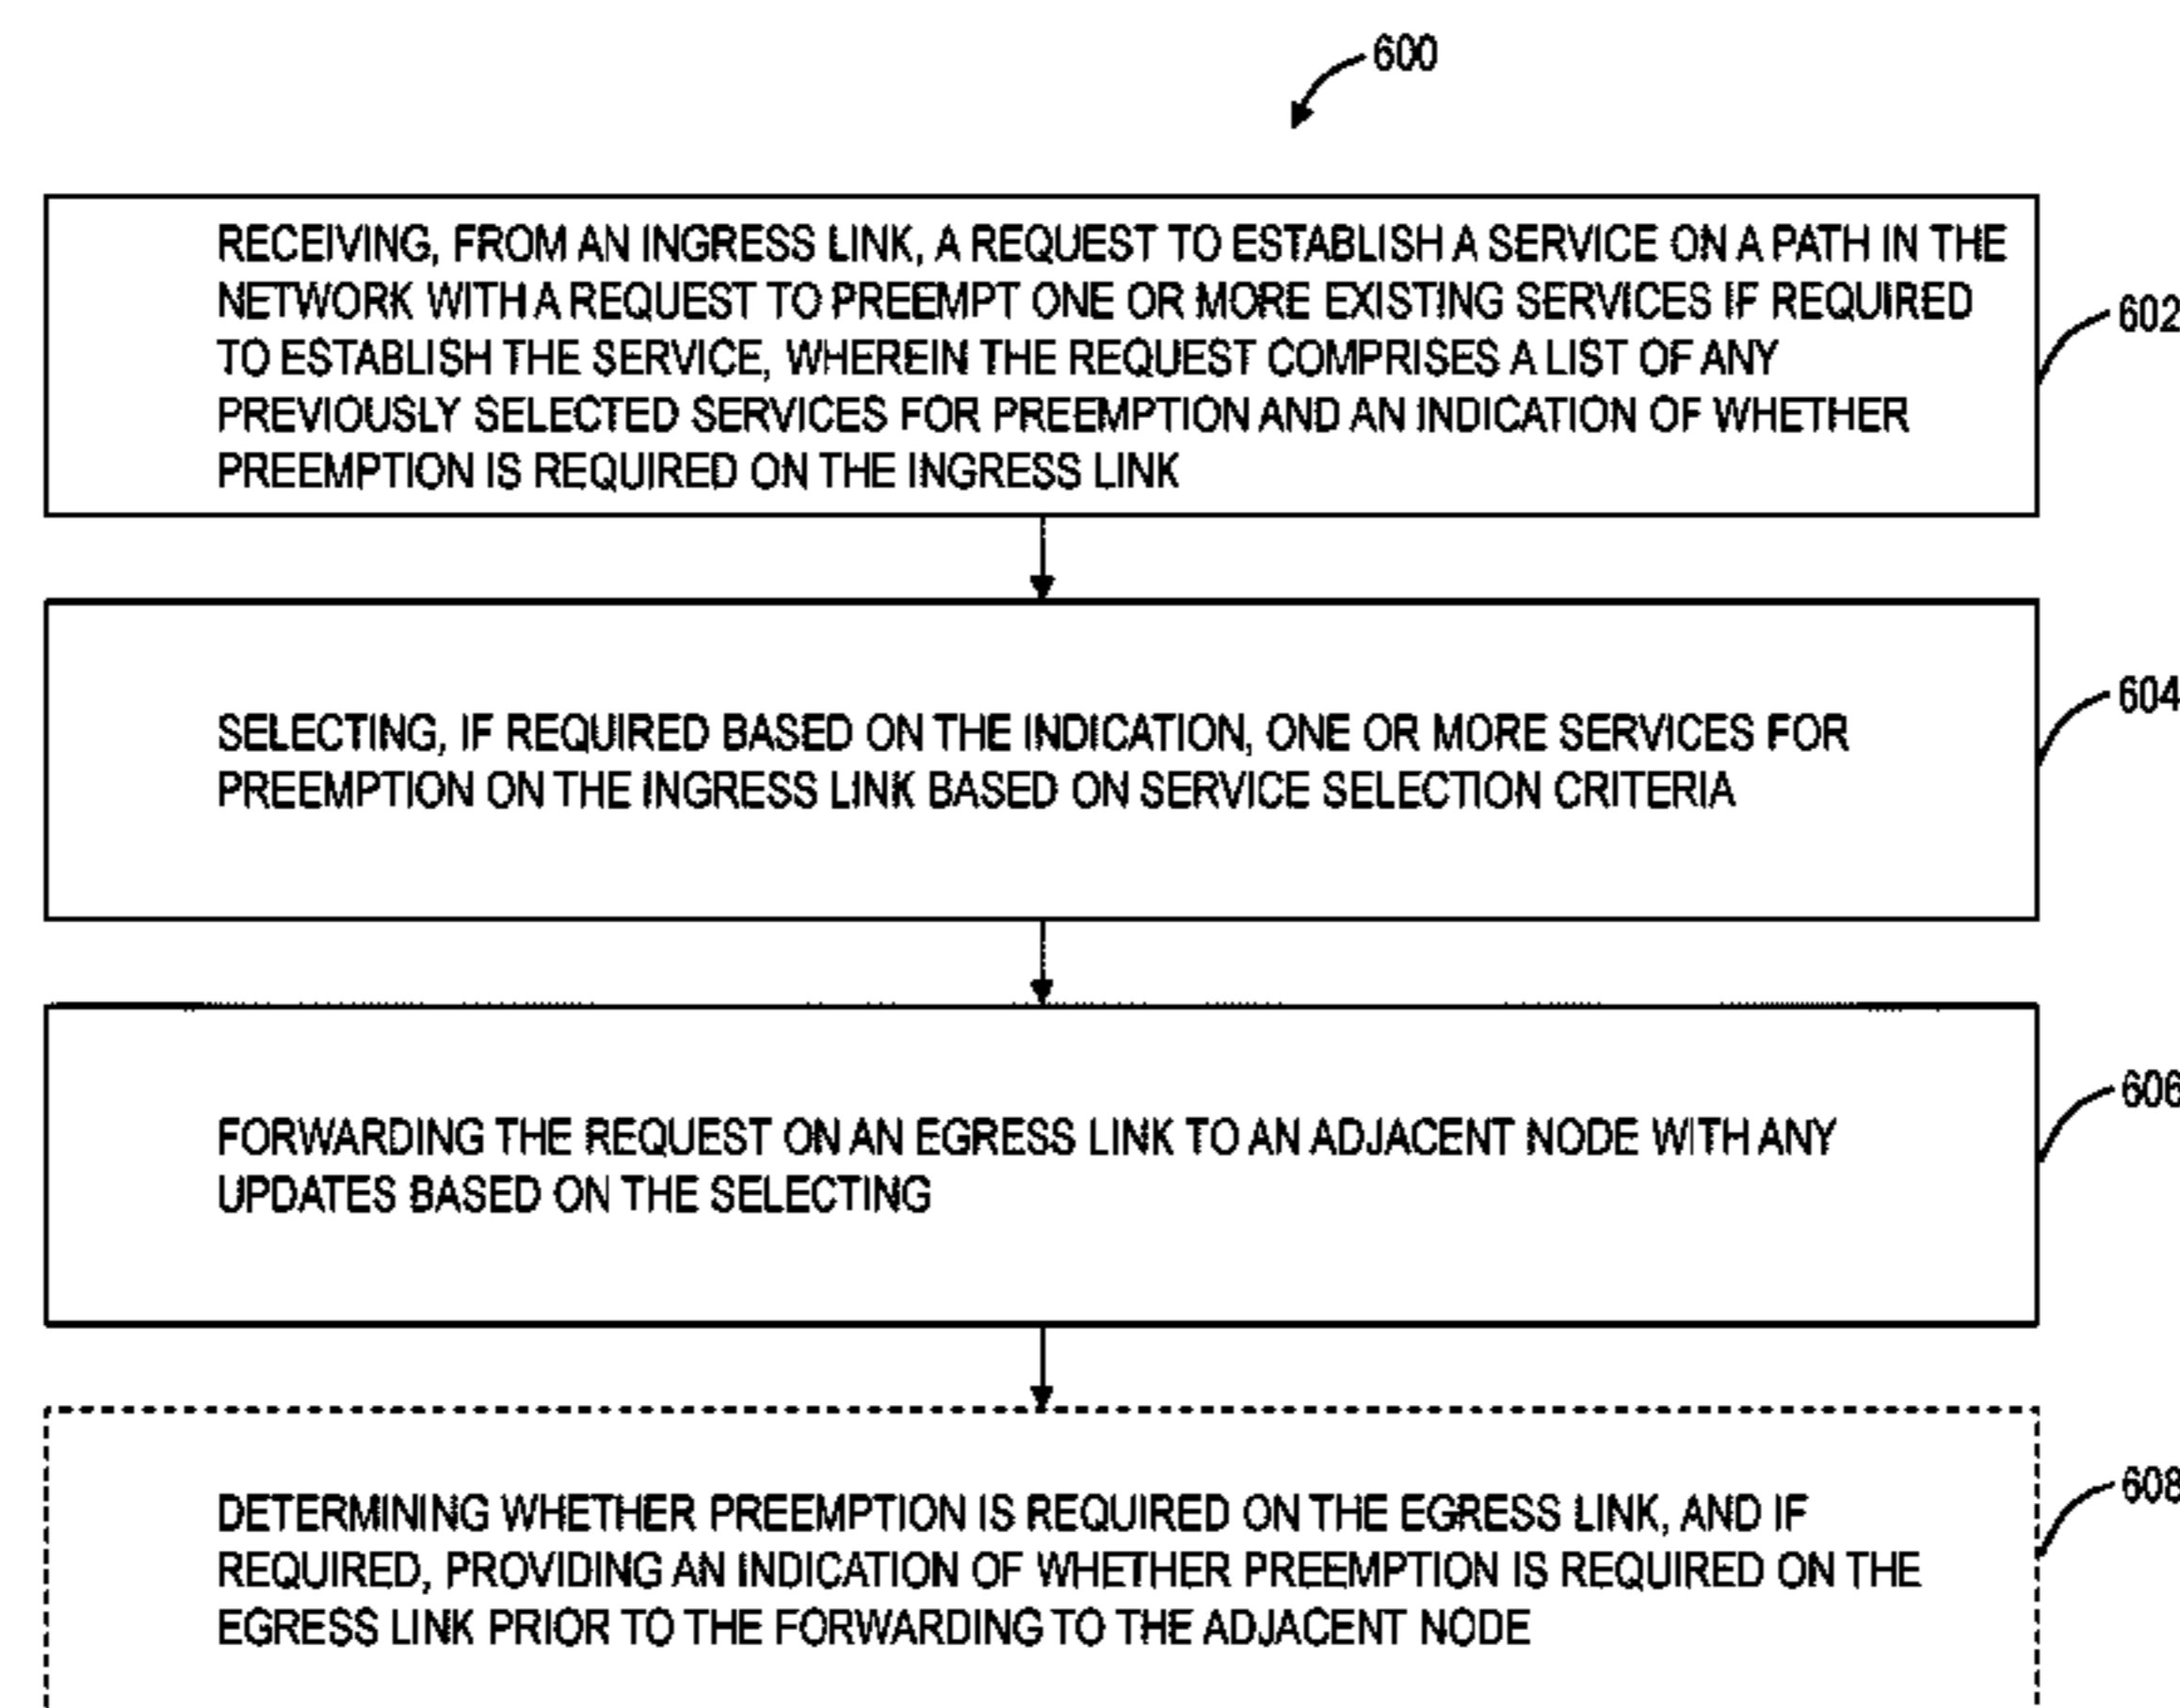 600
RECEIVING, FROM AN INGRESS LINK, A REQUEST TO ESTABLISH A SERVICE ON A PATH IN THE
NETWORK WITH A REQUEST TO PREEMPT ONE OR MORE EXISTING SERVICES IF REQUIRED
TO ESTABLISH THE SERVICE, WHEREIN THE REQUEST COMPRISES A LIST OF ANY
PREVIOUSLY SELECTED SERVICES FOR PREEMPTION AND AN INDICATION OF WHETHER
PREEMPTION IS REQUIRED ON THE INGRESS LINK
602
SELECTING, IF REQUIRED BASED ON THE INDICATION, ONE OR MORE SERVICES FOR
PREEMPTION ON THE INGRESS LINK BASED ON SERVICE SELECTION CRITERIA
604
FORWARDING THE REQUEST ON AN EGRESS LINK TO AN ADJACENT NODE WITH ANY
UPDATES BASED ON THE SELECTING
606
DETERMINING WHETHER PREEMPTION IS REQUIRED ON THE EGRESS LINK, AND IF
REQUIRED, PROVIDING AN INDICATION OF WHETHER PREEMPTION IS REQUIRED ON THE
EGRESS LINK PRIOR TO THE FORWARDING TO THE ADJACENT NODE
608